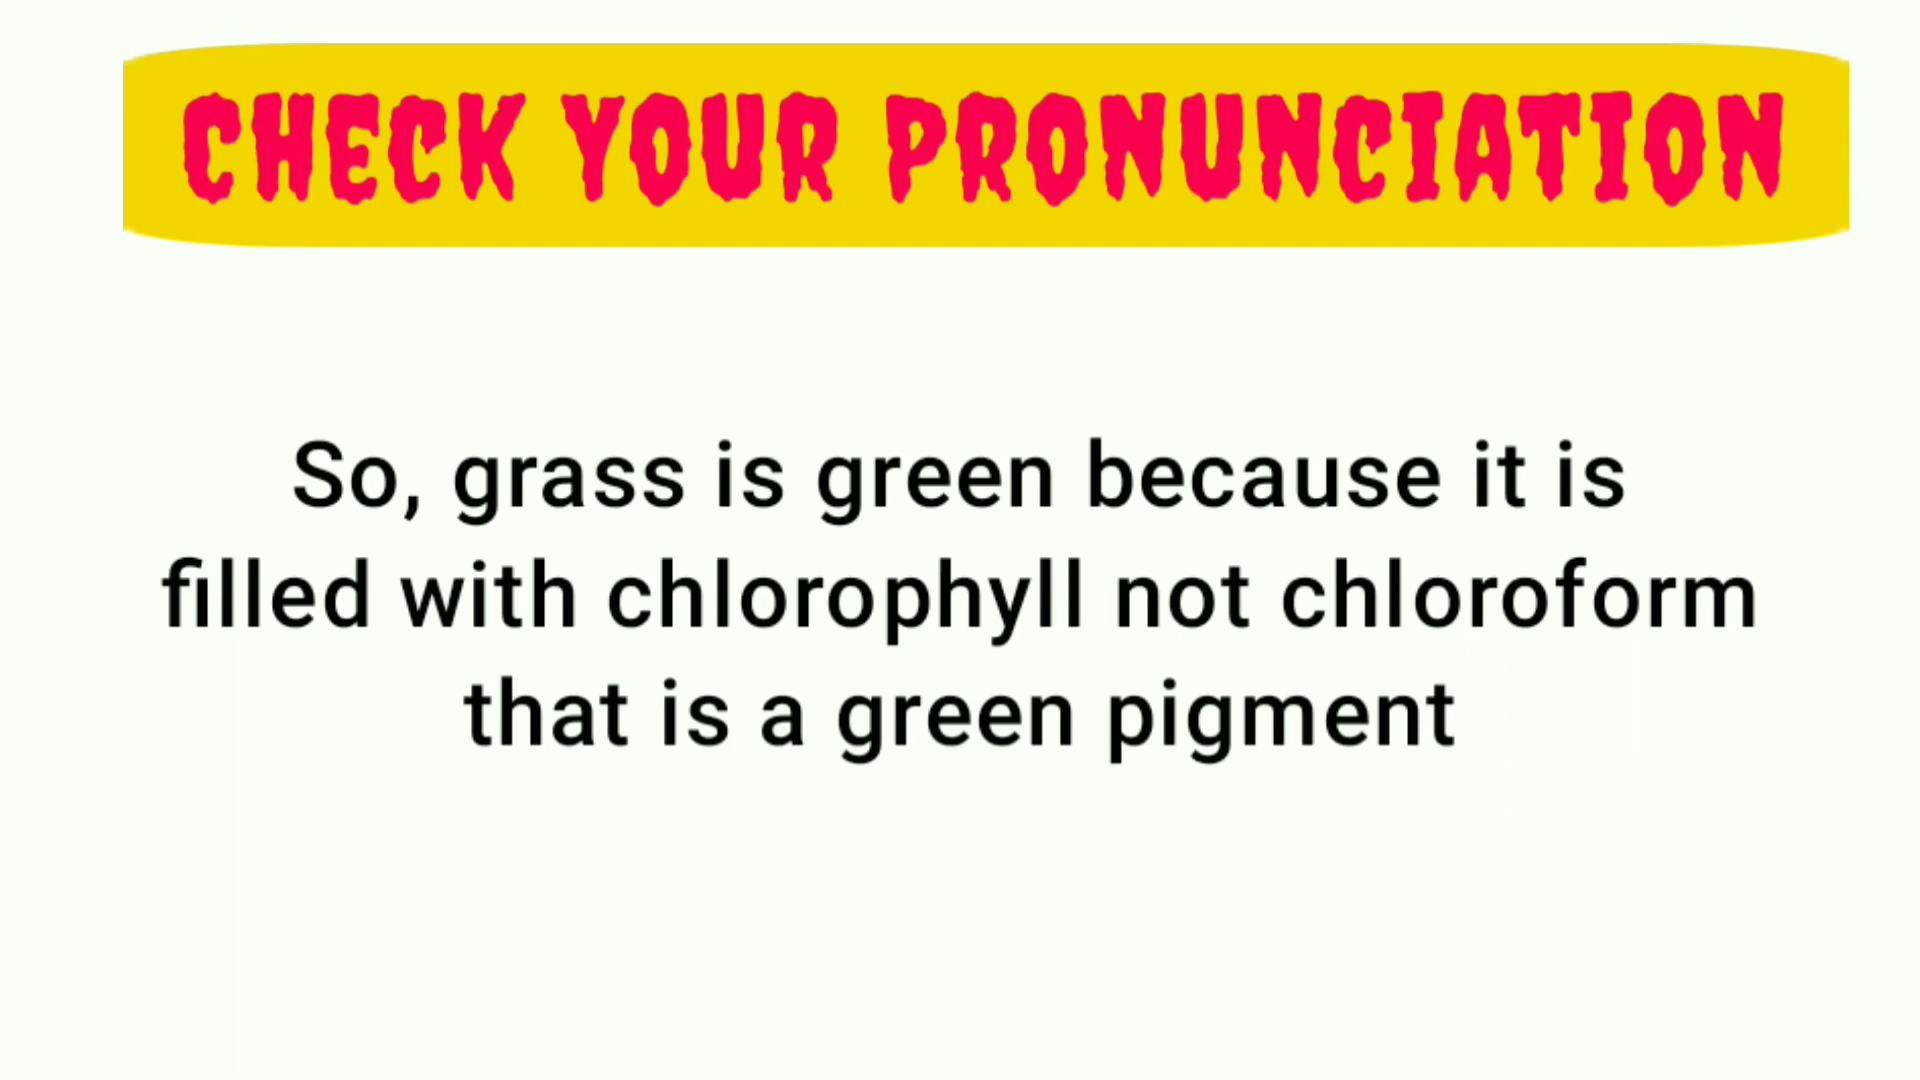 CHECK YOUR PRONUNCIATION
So, grass is green because it is
filled with chlorophyll not chloroform
that is a green pigment